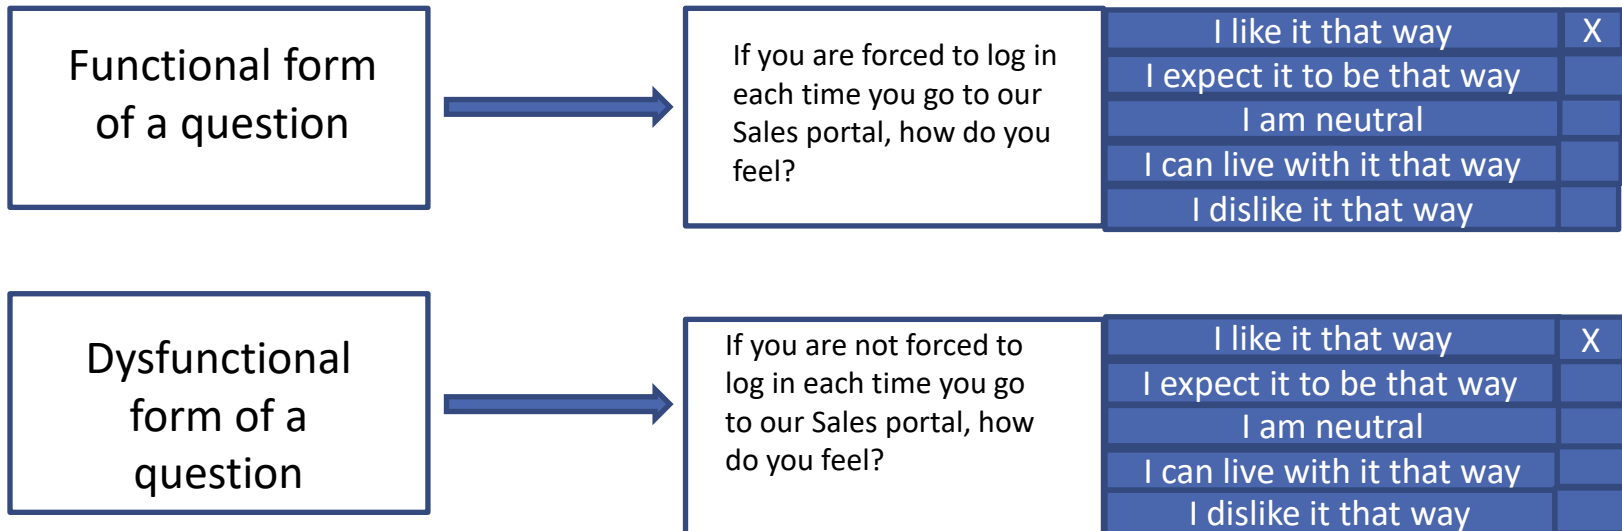 Functional form
of a question
If you are forced to log in
each time you go to our
Sales portal, how do you
feel?
I like it that way X
I expect it to be that way
I am neutral
I can live with it that way
I dislike it that way
Dysfunctional
form of a
question
If you are not forced to
log in each time you go
to our Sales portal, how
do you feel?
I like it that way X
I expect it to be that way
I am neutral
I can live with it that way
I dislike it that way